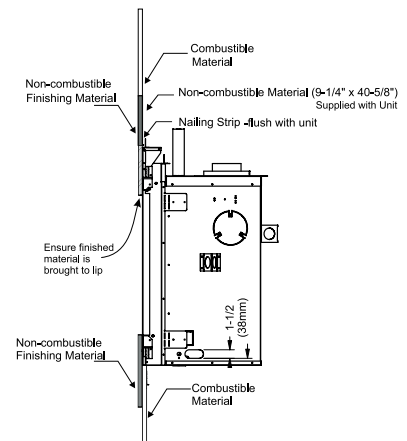 Combustible
Material
Non-combustible
Finishing Material
Non-combustible Material (9-1/4" x 40-5/8")
Supplied with Unit
Nailing Strip -flush with unit
Ensure finished
material is
brought to lip
1-1/2
(38mm)
Non-combustible
Finishing Material
Combustible
Material